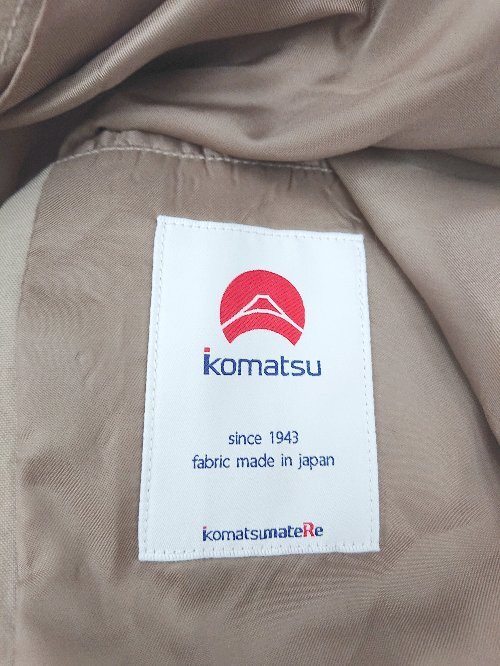 komatsu
since 1943
fabric made in japan
komatsumateRe